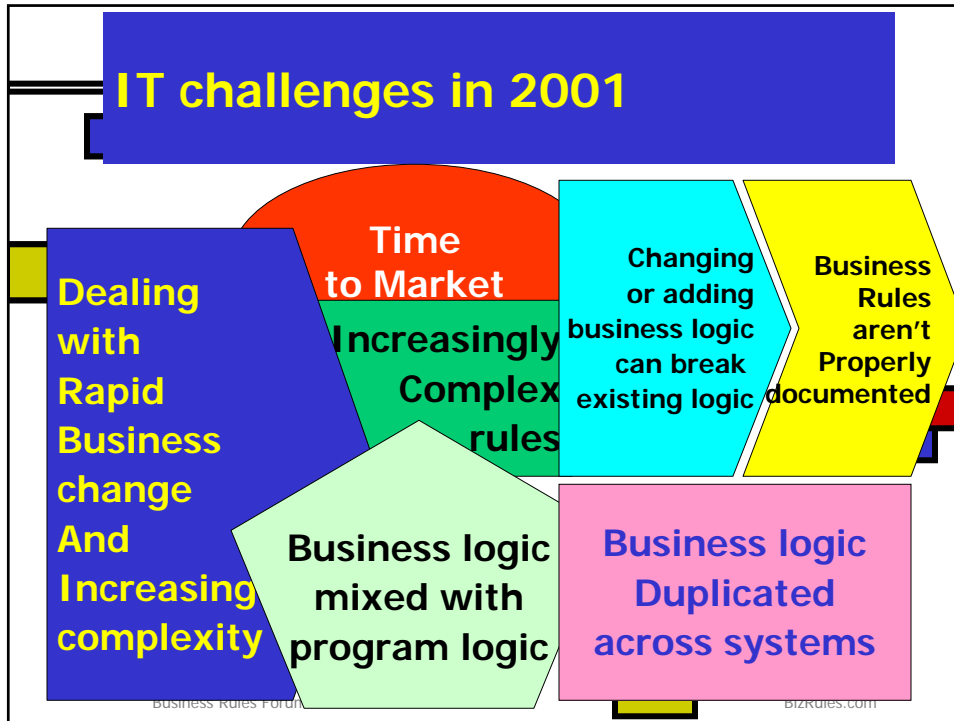 IT challenges in 2001
Time
to Market
Dealing
with
Rapid
Business
change
And
Increasing
complexity
Increasingly
Complex
rules
Changing
or adding
business logic
can break
existing logic
Business
Rules
aren't
Properly
documented
Business logic
mixed with
program logic
Business logic
Duplicated
across systems
Business Rules
BizRules.com